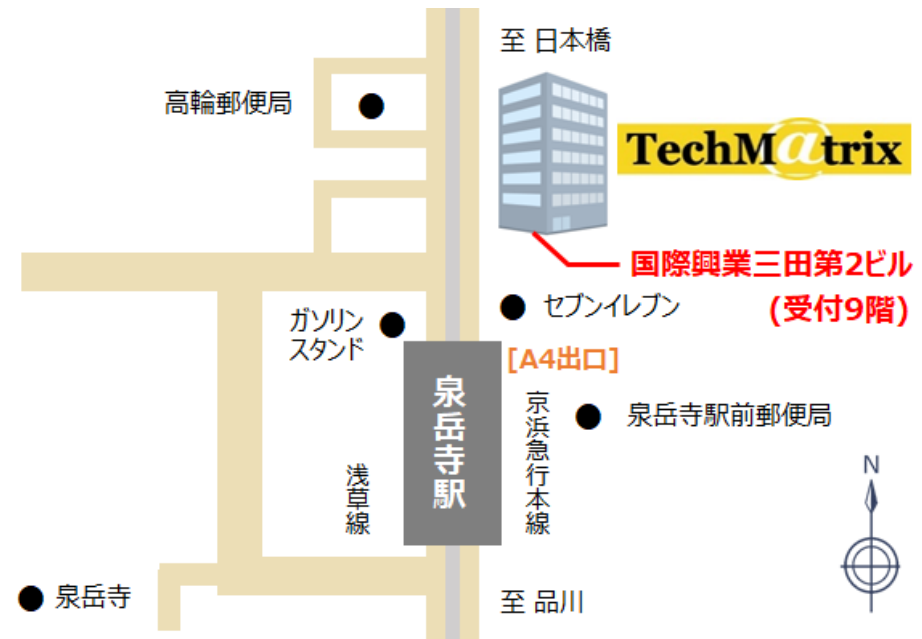 至 日本橋
高輪郵便局
TechM@trix
国際興業三田第2ビル
(受付9階)
セブンイレブン
ガソリン
スタンド
[A4出口]
泉岳寺駅
京浜急行本線
泉岳寺駅前郵便局
浅草線
N
泉岳寺
至 品川